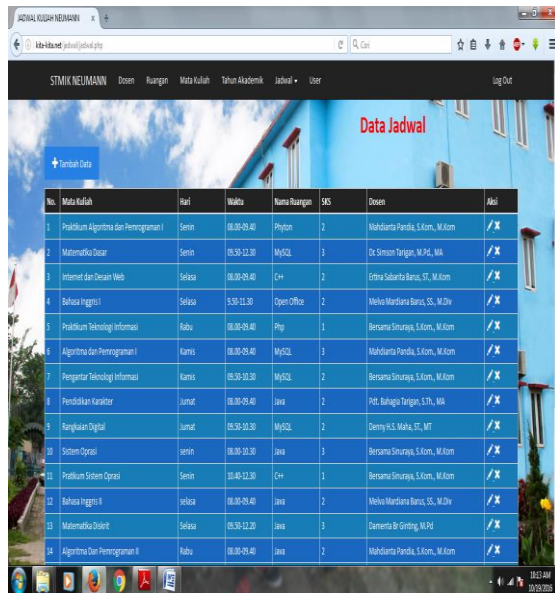 JADWAL KULIAH NEUMANN
kita-kita.net/jadwal/jadwal.php
Cari
STMIK NEUMANN Dosen Ruangan Mata Kuliah Tahun Akademik Jadwal User Log Out
Data Jadwal
Tambah Data
No. Mata Kuliah Hari Waktu Nama Ruangan SKS Dosen Aksi
1 Praktikum Algoritma dan Pemrograman I Senin 08.00-09.40 Phyton 2 Mahdianta Pandia, S.Kom., M.Kom
2 Matematika Dasar Senin 09.50-12.30 MySQL 3 Dr. Simson Tarigan, M.Pd., MA
3 Internet dan Desain Web Selasa 08.00-09.40 C++ 2 Ertina Sabarita Barus, ST., M.Kom
4 Bahasa Inggris I Selasa 9.50-11.30 Open Office 2 Melva Mardiana Barus, SS., M.Div
5 Praktikum Teknologi Informasi Rabu 08.00-09.40 Php 1 Bersama Sinuraya, S.Kom., M.Kom
6 Algoritma dan Pemrograman I Kamis 08.00-09.40 MySQL 3 Mahdianta Pandia, S.Kom., M.Kom
7 Pengantar Teknologi Informasi Kamis 09.50-10.30 MySQL 2 Bersama Sinuraya, S.Kom., M.Kom
8 Pendidikan Karakter Jumat 08.00-09.40 Java 2 Pdt. Bahagia Tarigan, S.Th., MA
9 Rangkaian Digital Jumat 09.50-10.30 MySQL 2 Denny H.S. Maha, ST., MT
10 Sistem Oprasi senin 08.00-10.30 Java 3 Bersama Sinuraya, S.Kom., M.Kom
11 Pratikum Sistem Oprasi Senin 10.40-12.30 C++ 1 Bersama Sinuraya, S.Kom., M.Kom
12 Bahasa Inggris II selasa 08.00-09.40 Java 2 Melva Mardiana Barus, SS., M.Div
13 Matematika Diskrit Selasa 09.50-12.20 Java 3 Damenta Br Ginting, M.Pd
14 Algoritma Dan Pemrograman II Rabu 08.00-09.40 Java 2 Mahdianta Pandia, S.Kom., M.Kom
10:13 AM
10/19/2016